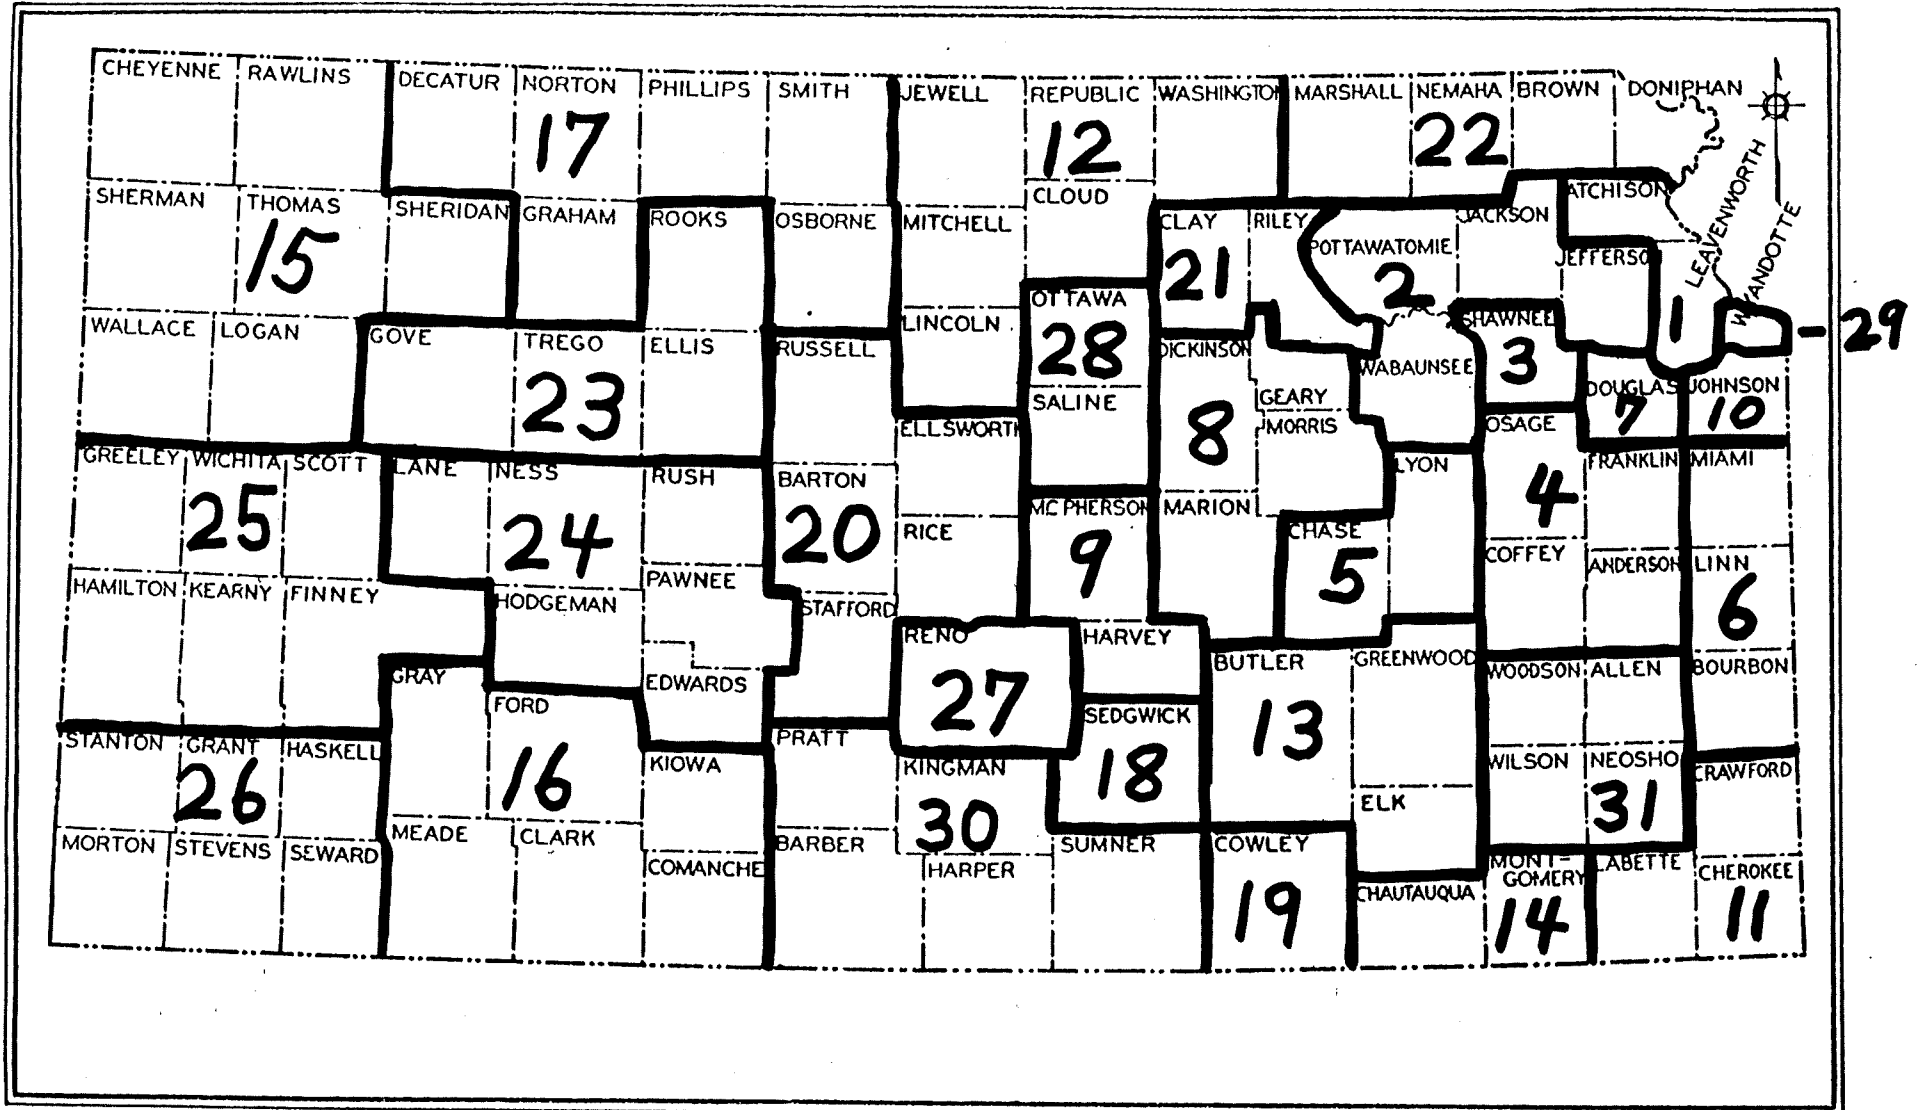 CHEYENNE RAWLINS DECATUR NORTON PHILLIPS SMITH JEWELL REPUBLIC WASHINGTON MARSHALL NEMAHA BROWN DONIPHAN
17 12 22
SHERMAN THOMAS SHERIDAN GRAHAM ROOKS OSBORNE MITCHELL CLOUD CLAY RILEY POTTAWATOMIE JACKSON ATCHISON JEFFERSON LEAVENWORTH WYANDOTTE
15 21 2 1 - 29
WALLACE LOGAN GOVE TREGO ELLIS RUSSELL LINCOLN OTTAWA DICKINSON GEARY WABAUNSEE SHAWNEE DOUGLAS JOHNSON
23 28 3 7 10
SALINE MORRIS OSAGE
8
GREELEY WICHITA SCOTT LANE NESS RUSH BARTON ELLSWORTH MCPHERSON MARION LYON FRANKLIN MIAMI
25 24 20 9 4
RICE CHASE COFFEY ANDERSON LINN
5 6
HAMILTON KEARNY FINNEY HODGEMAN PAWNEE STAFFORD RENO HARVEY
27
GRAY FORD EDWARDS BUTLER GREENWOOD WOODSON ALLEN BOURBON
13
STANTON GRANT HASKELL KIOWA PRATT KINGMAN SEDGWICK WILSON NEOSHO CRAWFORD
26 16 30 18 31
ELK
MORTON STEVENS SEWARD MEADE CLARK COMANCHE BARBER HARPER SUMNER COWLEY CHAUTAUQUA MONT-
GOMERY LABETTE CHEROKEE
19 14 11